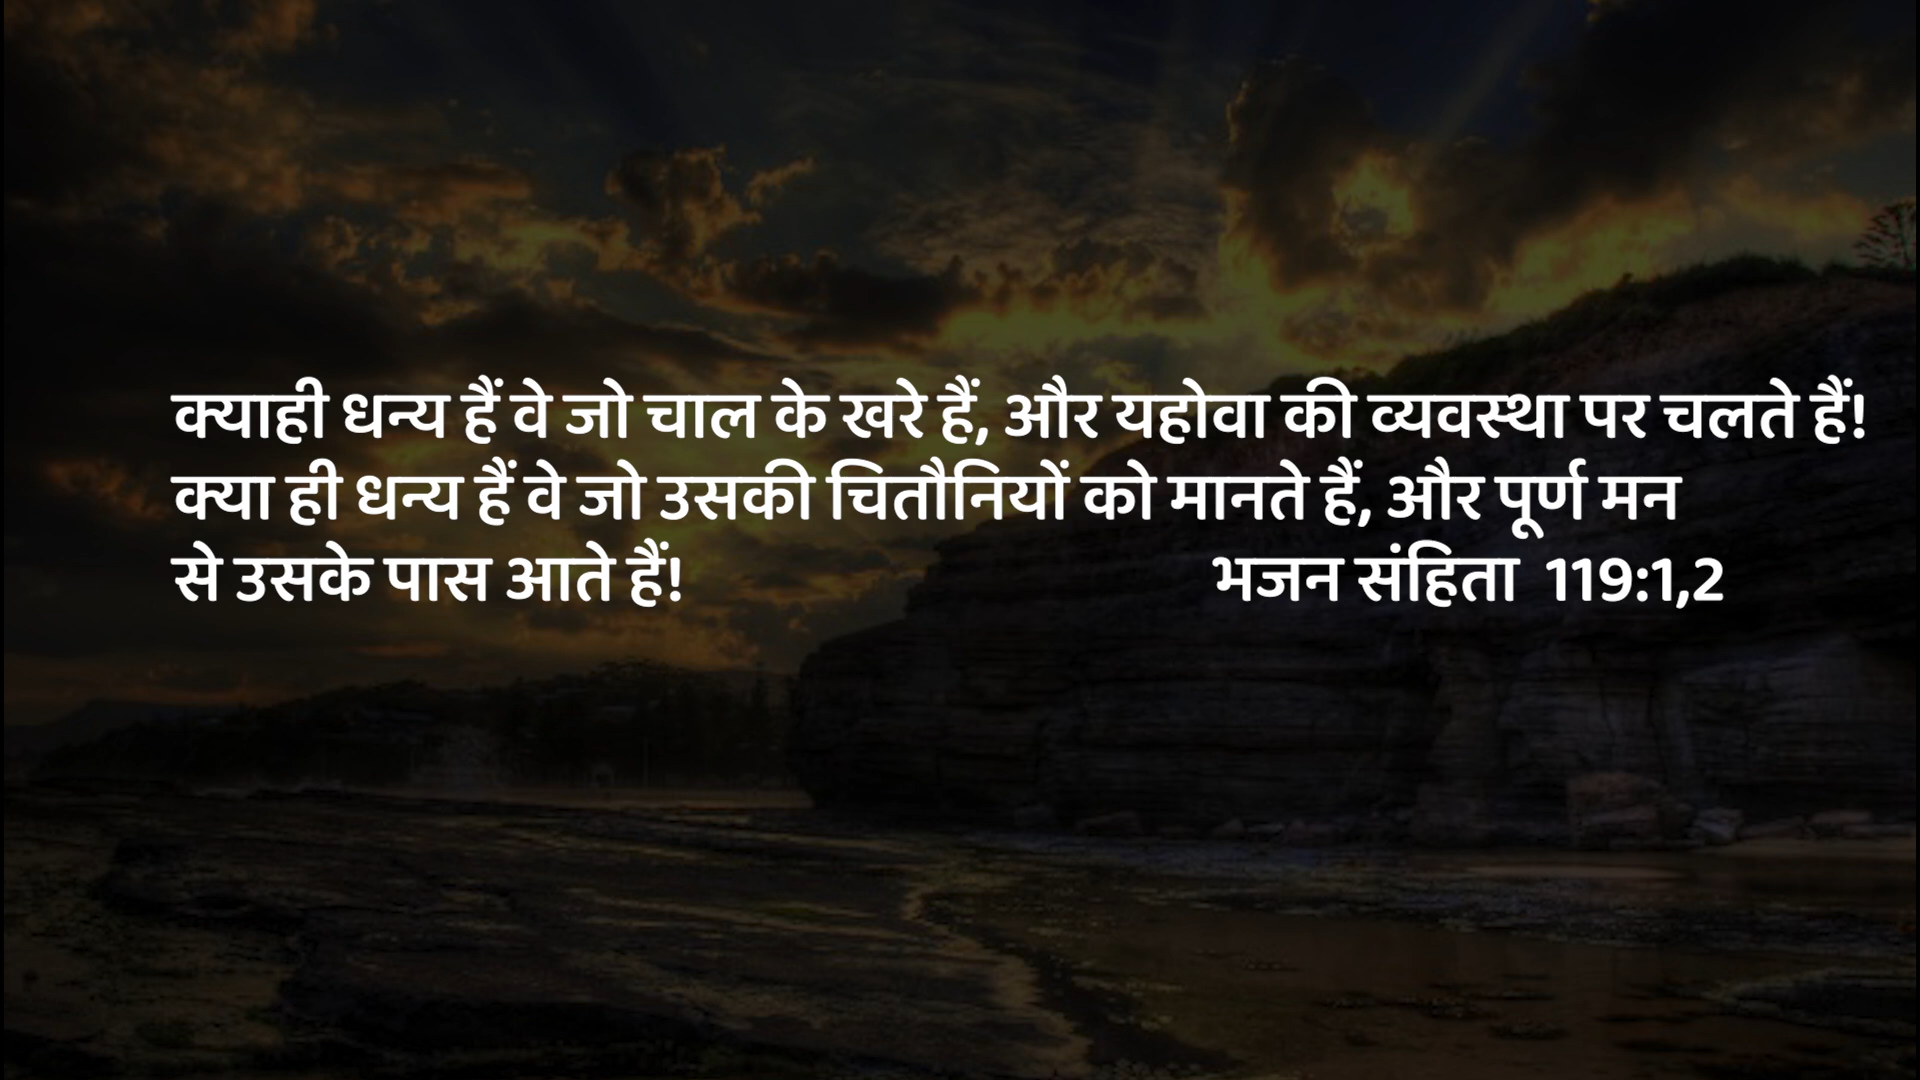 क्याही धन्य हैं वे जो चाल के खरे हैं, और यहोवा की व्यवस्था पर चलते हैं!
क्या ही धन्य हैं वे जो उसकी चितौनियों को मानते हैं, और पूर्ण मन
से उसके पास आते हैं! भजन संहिता 119:1,2